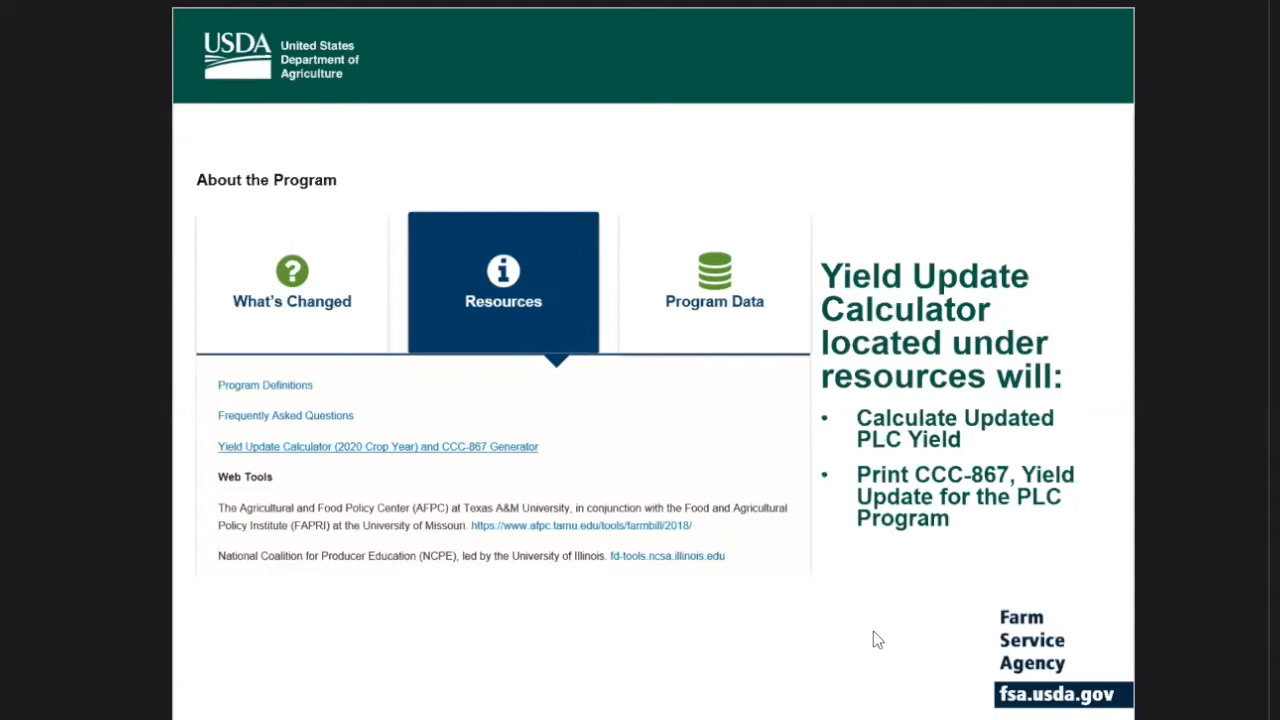 USDA
United States
Department of
Agriculture
About the Program
What's Changed
Resources
Program Data
Program Definitions
Frequently Asked Questions
Yield Update Calculator (2020 Crop Year) and CCC-867 Generator
Web Tools
The Agricultural and Food Policy Center (AFPC) at Texas A&M University, in conjunction with the Food and Agricultural
Policy Institute (FAPRI) at the University of Missouri. https://www.afpc.tamu.edu/tools/farmbill/2018/
National Coalition for Producer Education (NCPE), led by the University of Illinois. fd-tools.ncsa.illinois.edu
Yield Update
Calculator
located under
resources will:
• Calculate Updated
PLC Yield
• Print CCC-867, Yield
Update for the PLC
Program
Farm
Service
Agency
fsa.usda.gov